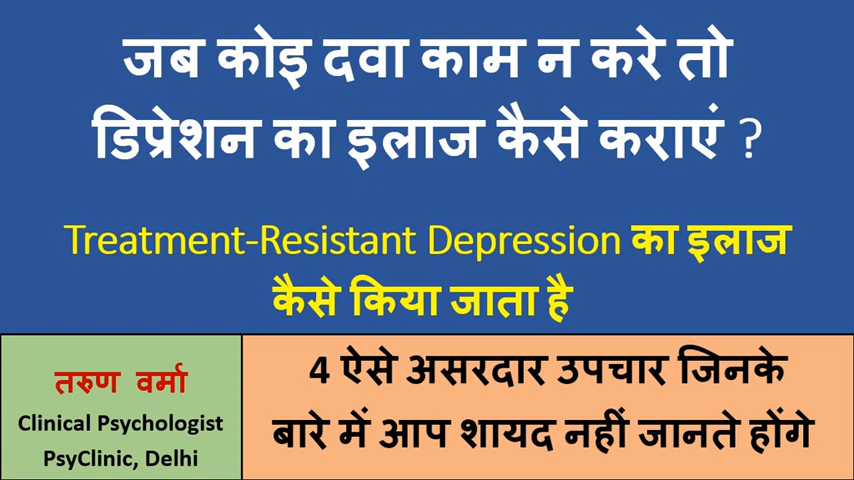 जब कोइ दवा काम न करे तो
डिप्रेशन का इलाज कैसे कराएं ?
Treatment-Resistant Depression का इलाज
कैसे किया जाता है
तरुण वर्मा
Clinical Psychologist
PsyClinic, Delhi
4 ऐसे असरदार उपचार जिनके
बारे में आप शायद नहीं जानते होंगे